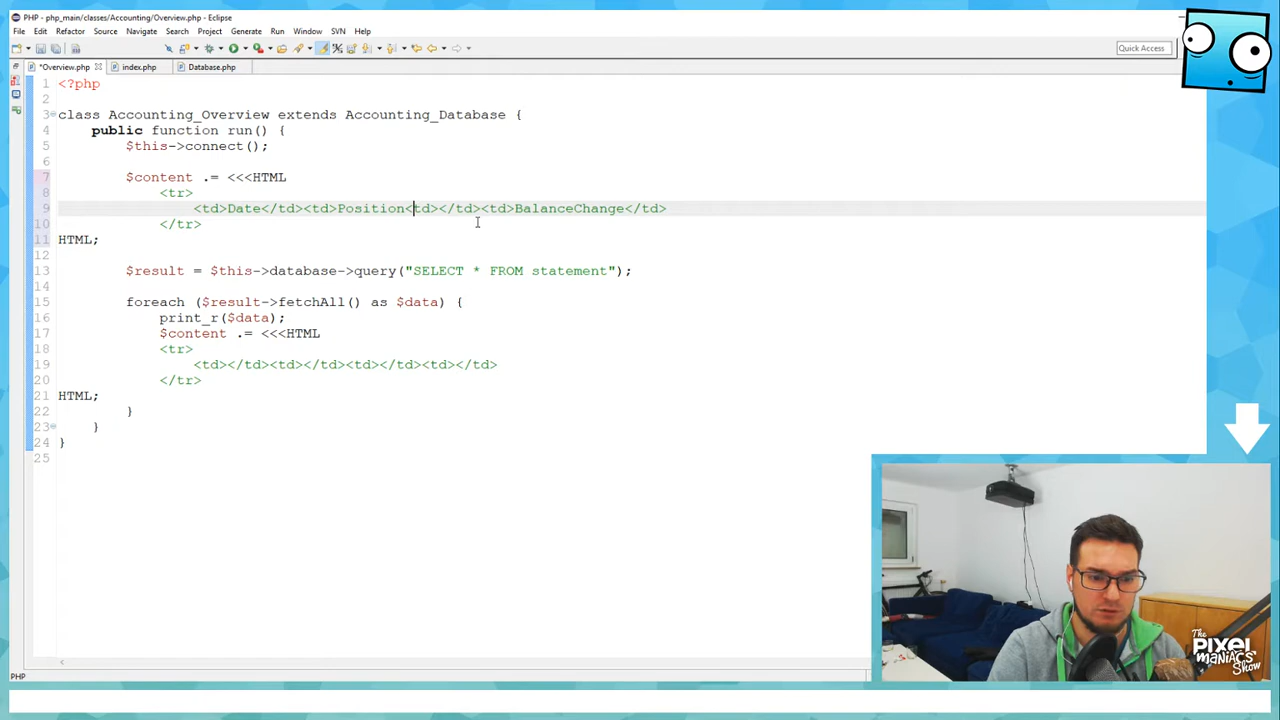 PHP - php_main/classes/Accounting/Overview.php - Eclipse
File Edit Refactor Source Navigate Search Project Generate Run Window SVN Help
Quick Access
*Overview.php index.php Database.php
1 <?php
2
3 class Accounting_Overview extends Accounting_Database {
4 public function run() {
5 $this->connect();
6
7 $content .= <<<HTML
8 <tr>
9 <td>Date</td><td>Position<td></td><td>BalanceChange</td>
10 </tr>
11 HTML;
12
13 $result = $this->database->query("SELECT * FROM statement");
14
15 foreach ($result->fetchAll() as $data) {
16 print_r($data);
17 $content .= <<<HTML
18 <tr>
19 <td></td><td></td><td></td><td></td>
20 </tr>
21 HTML;
22 }
23 }
24 }
25
The PIXEL MANIACS Show
PHP